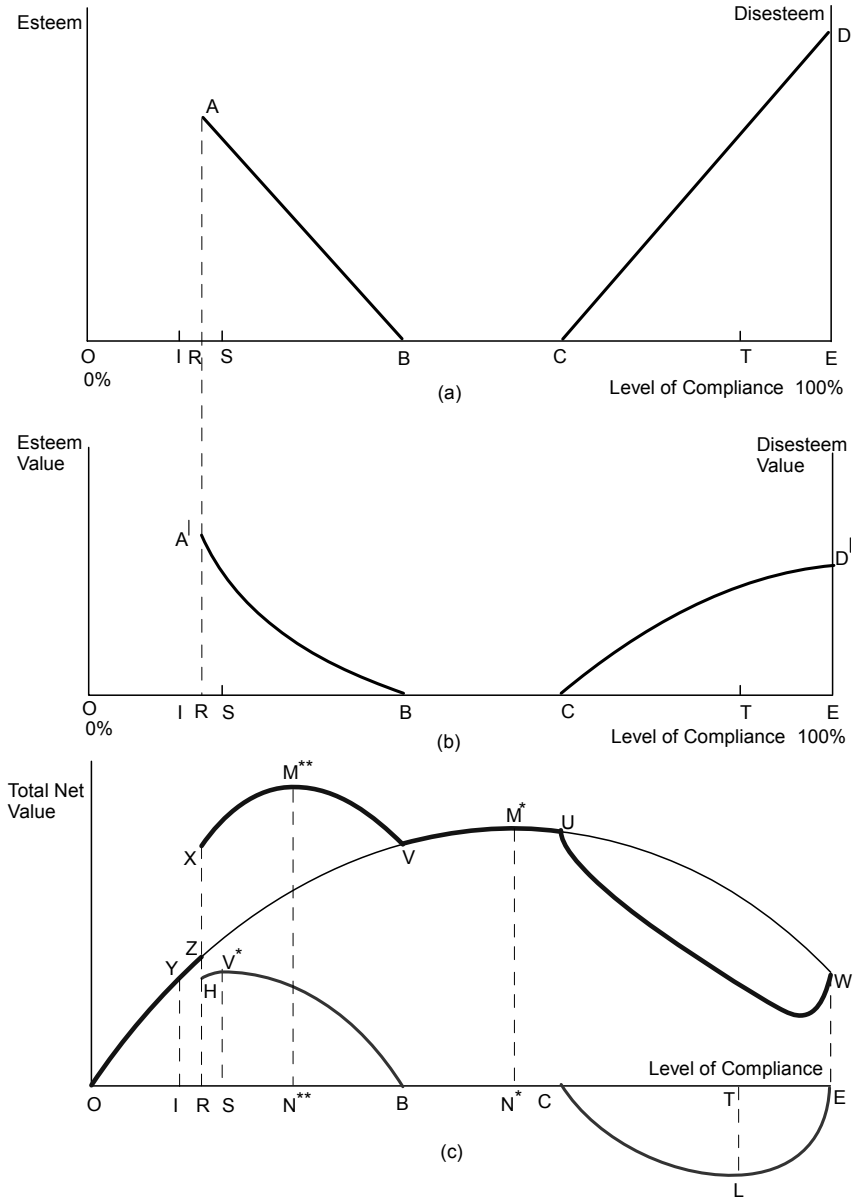 Esteem
Disesteem
D
A
O I R S B C T E
0%
(a)
Level of Compliance 100%
Esteem
Value
Disesteem
Value
A|
D|
O I R S B C T E
0%
(b)
Level of Compliance 100%
Total Net
Value
M**
M* U
X
V
Z
Y V*
H
W
Level of Compliance
O I R S N** B N* C T E
(c)
L